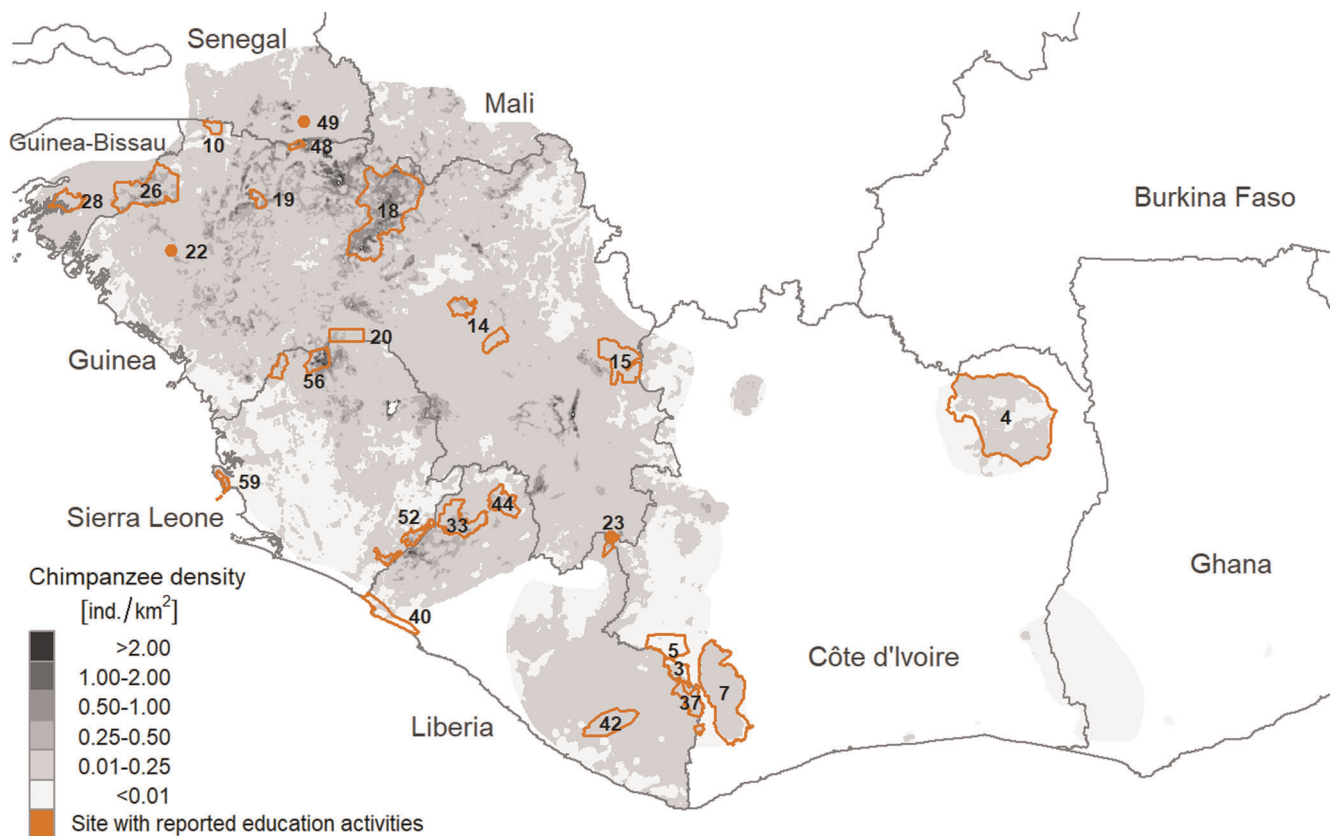 Senegal
Mali
49
Guinea-Bissau
10
48
26
19
28
18
Burkina Faso
22
14
20
Guinea
15
56
4
59
44
52
33
Sierra Leone
23
Ghana
Chimpanzee density
[ind./km²]
40
>2.00
5
Côte d'Ivoire
1.00-2.00
3
7
0.50-1.00
37
Liberia
42
0.25-0.50
0.01-0.25
<0.01
Site with reported education activities